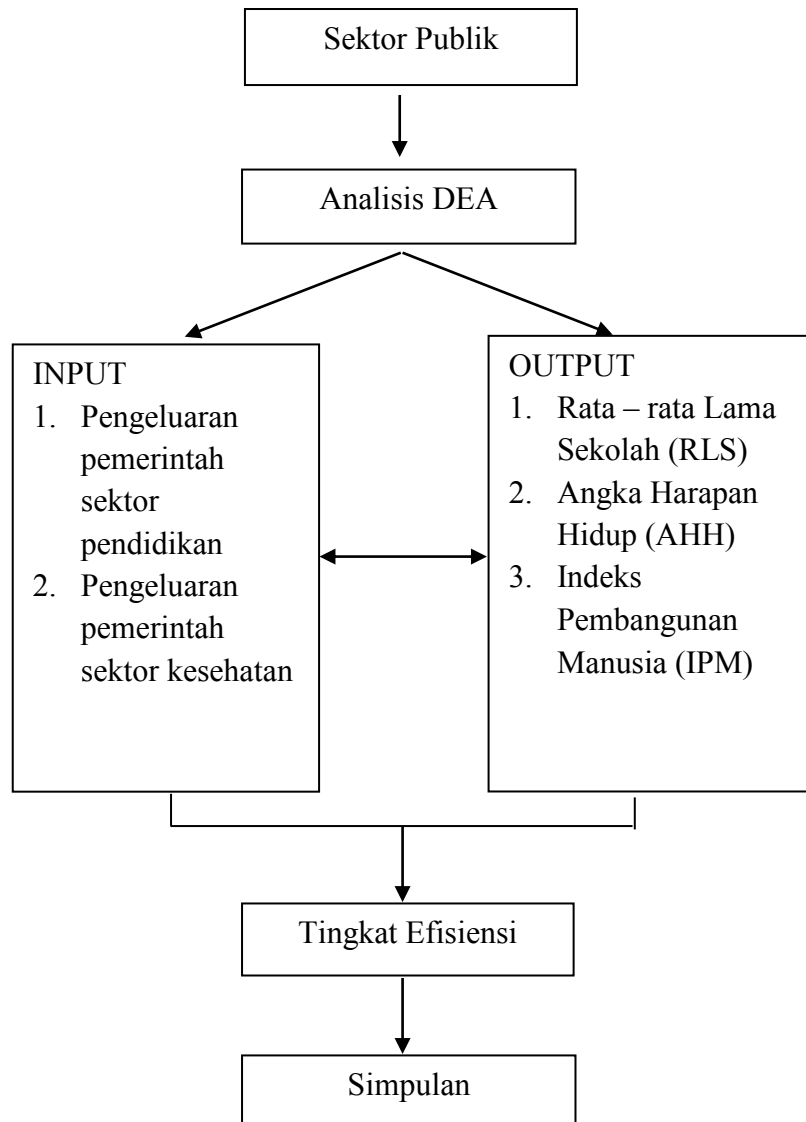 Sektor Publik
Analisis DEA
INPUT
1. Pengeluaran
pemerintah
sektor
pendidikan
2. Pengeluaran
pemerintah
sektor kesehatan
OUTPUT
1. Rata – rata Lama
Sekolah (RLS)
2. Angka Harapan
Hidup (AHH)
3. Indeks
Pembangunan
Manusia (IPM)
Tingkat Efisiensi
Simpulan